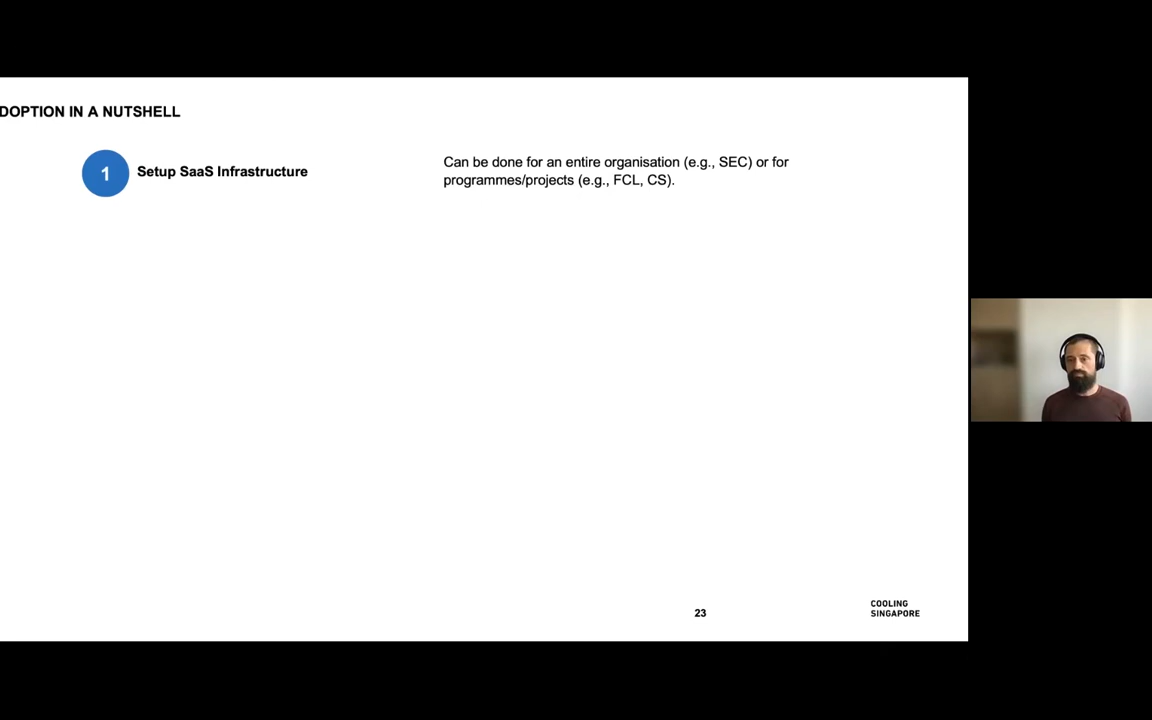 DOPTION IN A NUTSHELL
1
Setup SaaS Infrastructure
Can be done for an entire organisation (e.g., SEC) or for
programmes/projects (e.g., FCL, CS).
23
COOLING
SINGAPORE